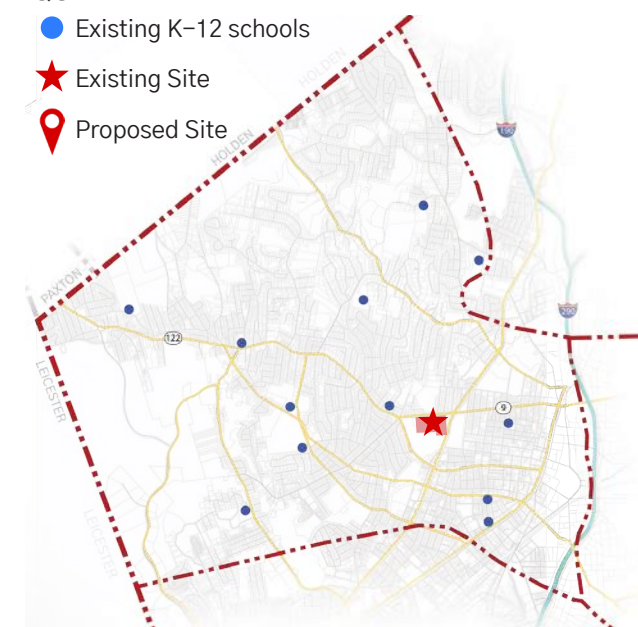 Existing K-12 schools
Existing Site
Proposed Site
HOLDEN
HOLDEN
190
PAXTON
122
290
LEICESTER
9
LEICESTER